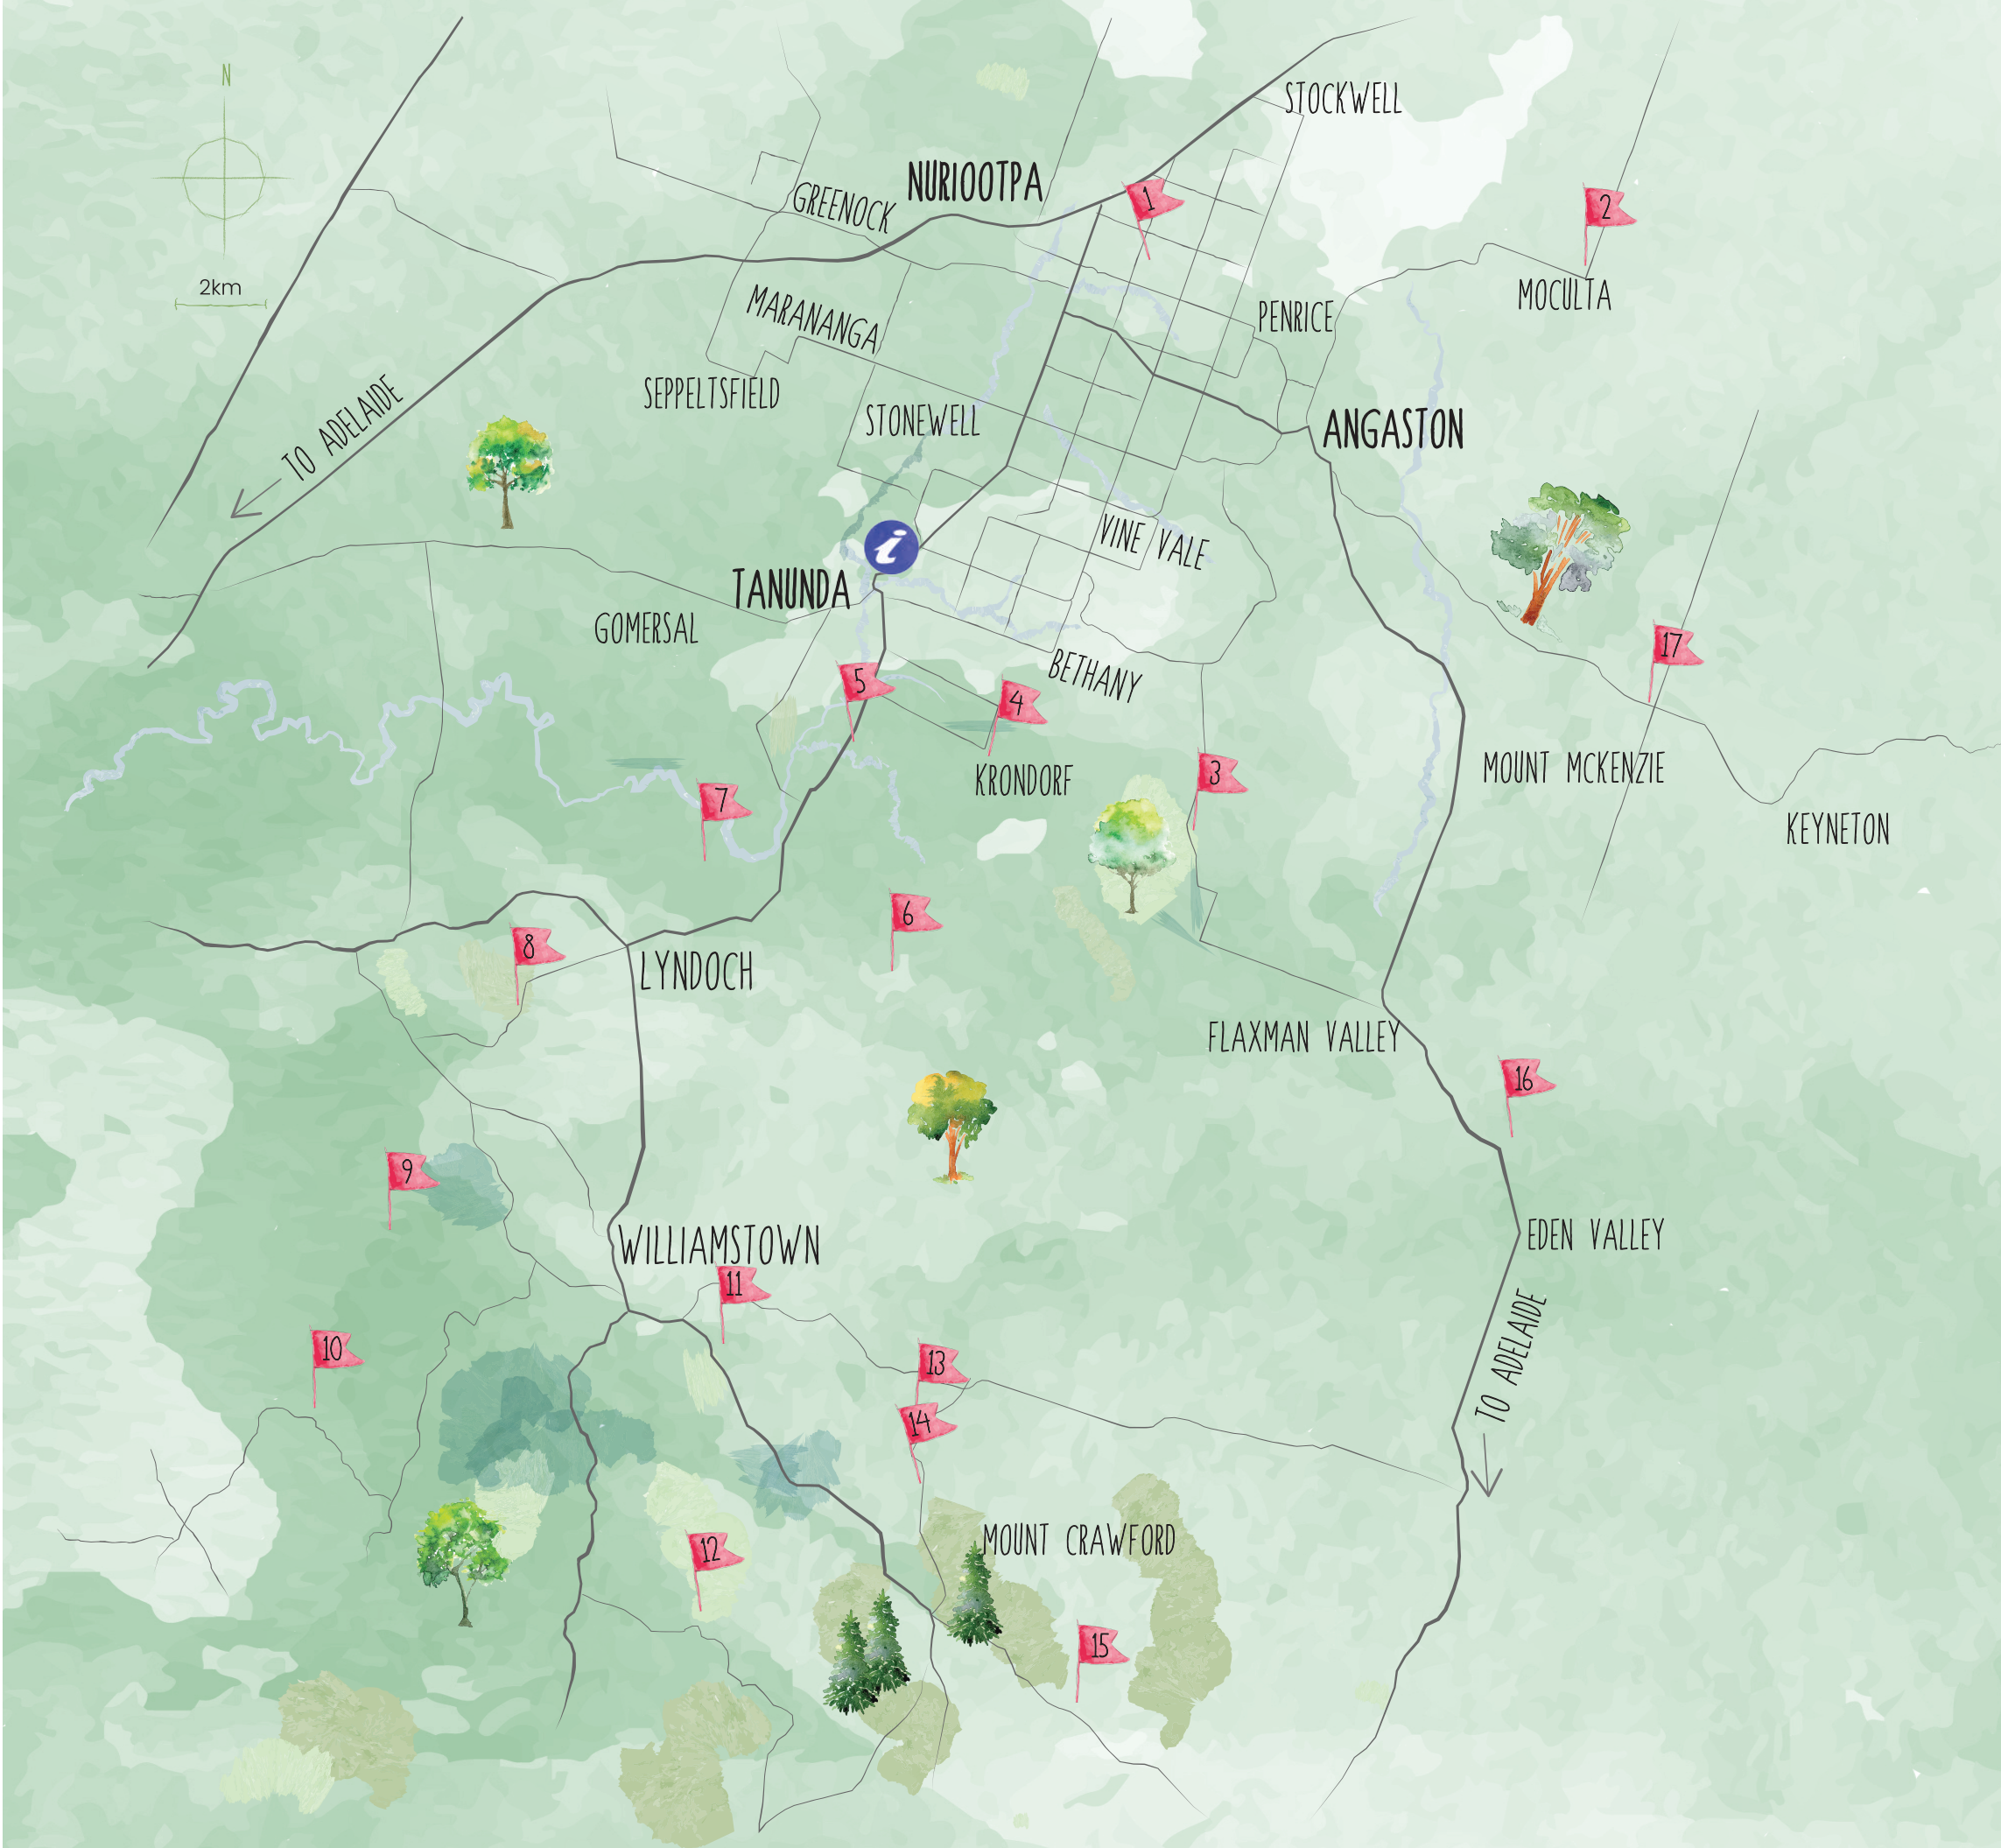 N
2km
STOCKWELL
NURIOOTPA
1
GREENOCK
2
MOCULTA
MARANANGA
PENRICE
SEPPELTSFIELD
STONEWELL
TO ADELAIDE
ANGASTON
VINE VALE
i
TANUNDA
GOMERSAL
17
BETHANY
5
4
KRONDORF
3
MOUNT MCKENZIE
7
KEYNETON
6
8
LYNDOCH
FLAXMAN VALLEY
16
9
WILLIAMSTOWN
EDEN VALLEY
11
10
13
TO ADELAIDE
14
MOUNT CRAWFORD
12
15